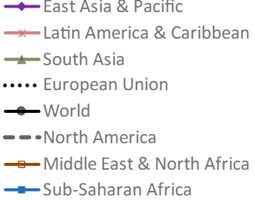 East Asia & Pacific
Latin America & Caribbean
South Asia
European Union
World
North America
Middle East & North Africa
Sub-Saharan Africa